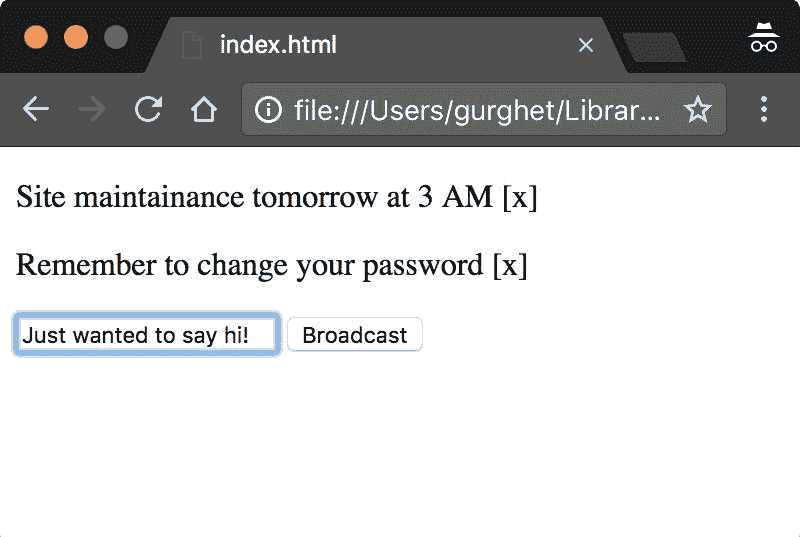 index.html
file:///Users/gurghet/Librar...
Site maintainance tomorrow at 3 AM [x]
Remember to change your password [x]
Just wanted to say hi! Broadcast